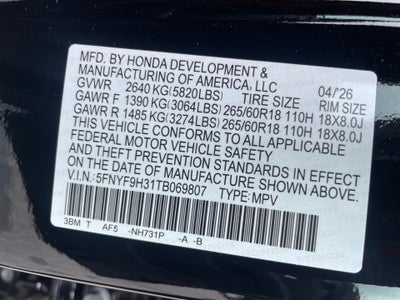 MFD. BY HONDA DEVELOPMENT &
MANUFACTURING OF AMERICA, LLC 04/'26
GVWR 2640 KG(5820LBS) TIRE SIZE RIM SIZE
GAWR F 1390 KG(3064LBS) 265/60R18 110H 18X8.0J
GAWR R 1485 KG(3274LBS) 265/60R18 110H 18X8.0J
THIS VEHICLE CONFORMS TO ALL APPLICABLE
FEDERAL MOTOR VEHICLE SAFETY
AND THEFT PREVENTION STANDARDS IN EFFECT
ON THE DATE OF MANUFACTURE SHOWN ABOVE.
V.I.N.: 5FNYF9H31TB069807 TYPE: MPV
3BM T AF5 -NH731P -A -B